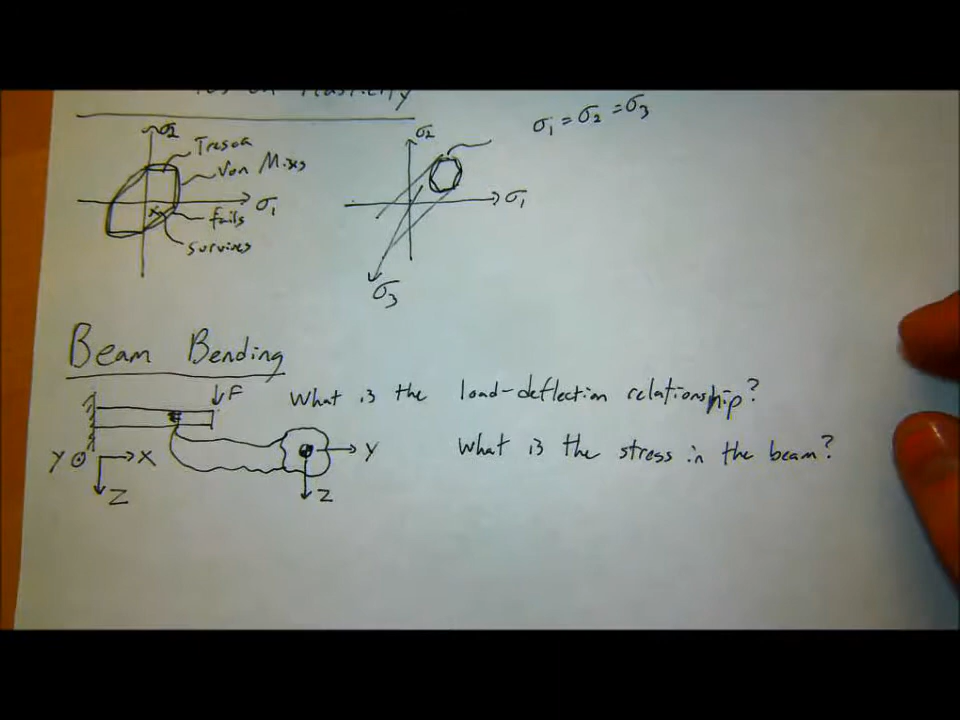 Plasticity
σ2
Tresca
Von Mises
σ1
fails
survives
σ2
σ1 = σ2 = σ3
σ1
σ3
Beam Bending
F
What is the load-deflection relationship?
Y X
Z
Y
Z
What is the stress in the beam?